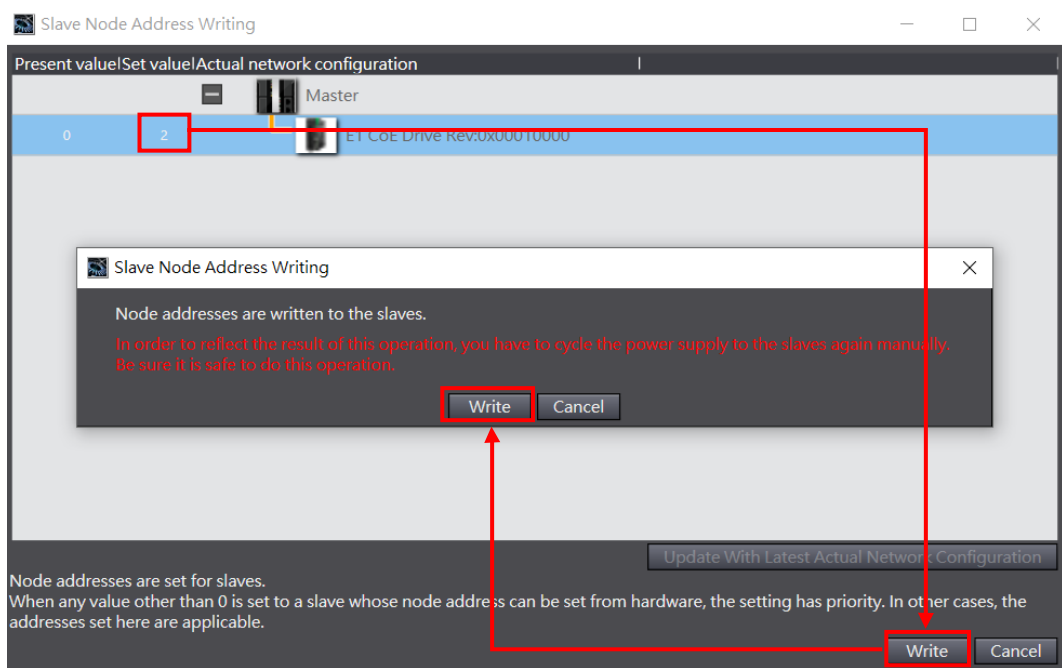 Slave Node Address Writing
Present value|Set value|Actual network configuration
Master
0 2 E1 CoE Drive Rev:0x00010000
Slave Node Address Writing
Node addresses are written to the slaves.
In order to reflect the result of this operation, you have to cycle the power supply to the slaves again manually.
Be sure it is safe to do this operation.
Write Cancel
Update With Latest Actual Network Configuration
Node addresses are set for slaves.
When any value other than 0 is set to a slave whose node address can be set from hardware, the setting has priority. In other cases, the
addresses set here are applicable.
Write Cancel